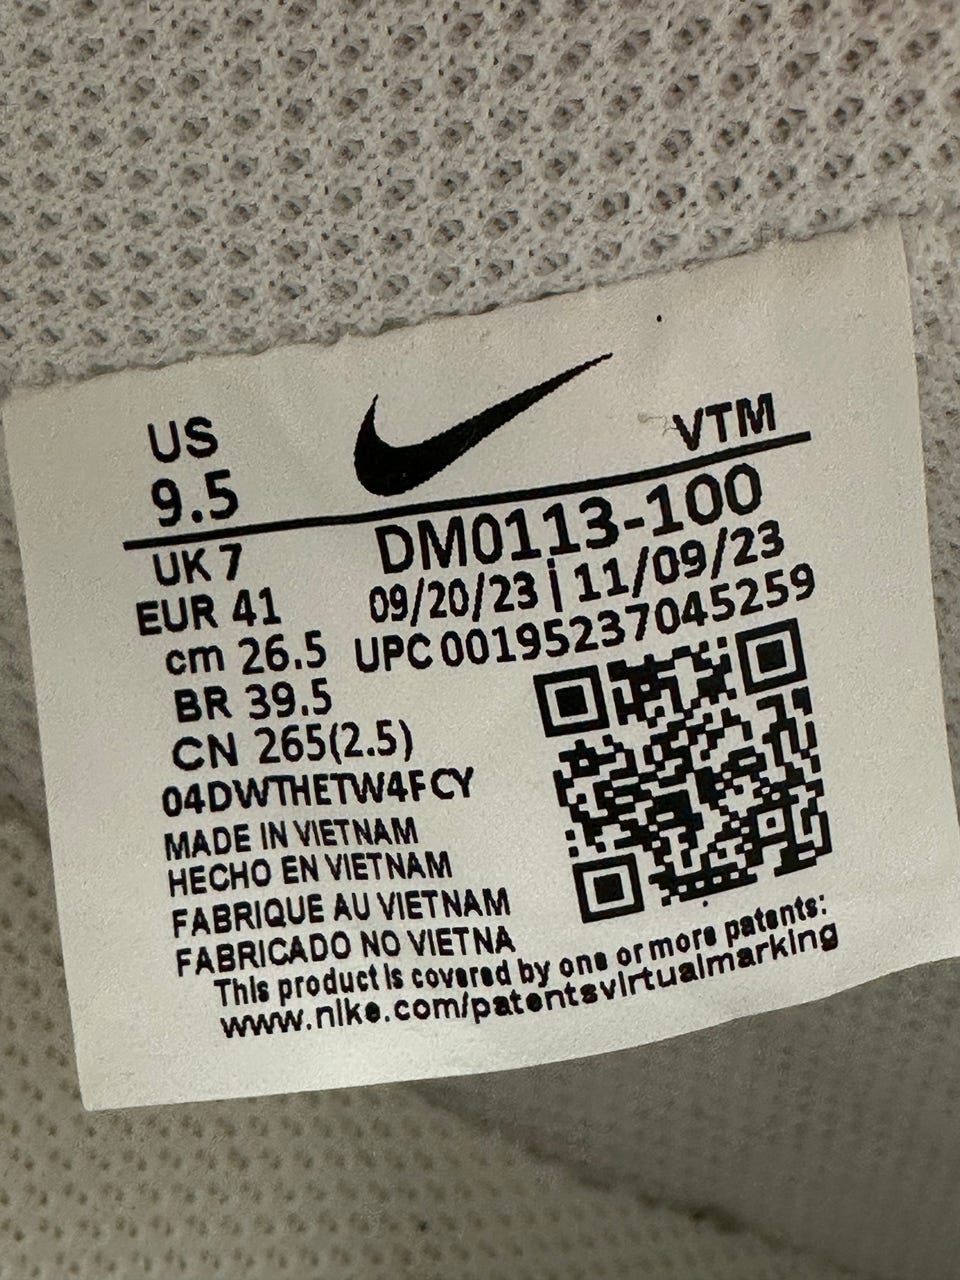 US
VTM
9.5
UK 7
DM0113-100
EUR 41
09/20/23 | 11/09/23
cm 26.5
UPC 00195237045259
BR 39.5
CN 265(2.5)
04DWTHETW4FCY
MADE IN VIETNAM
HECHO EN VIETNAM
FABRIQUE AU VIETNAM
FABRICADO NO VIETNA
This product is covered by one or more patents:
www.nike.com/patentsvirtualmarking